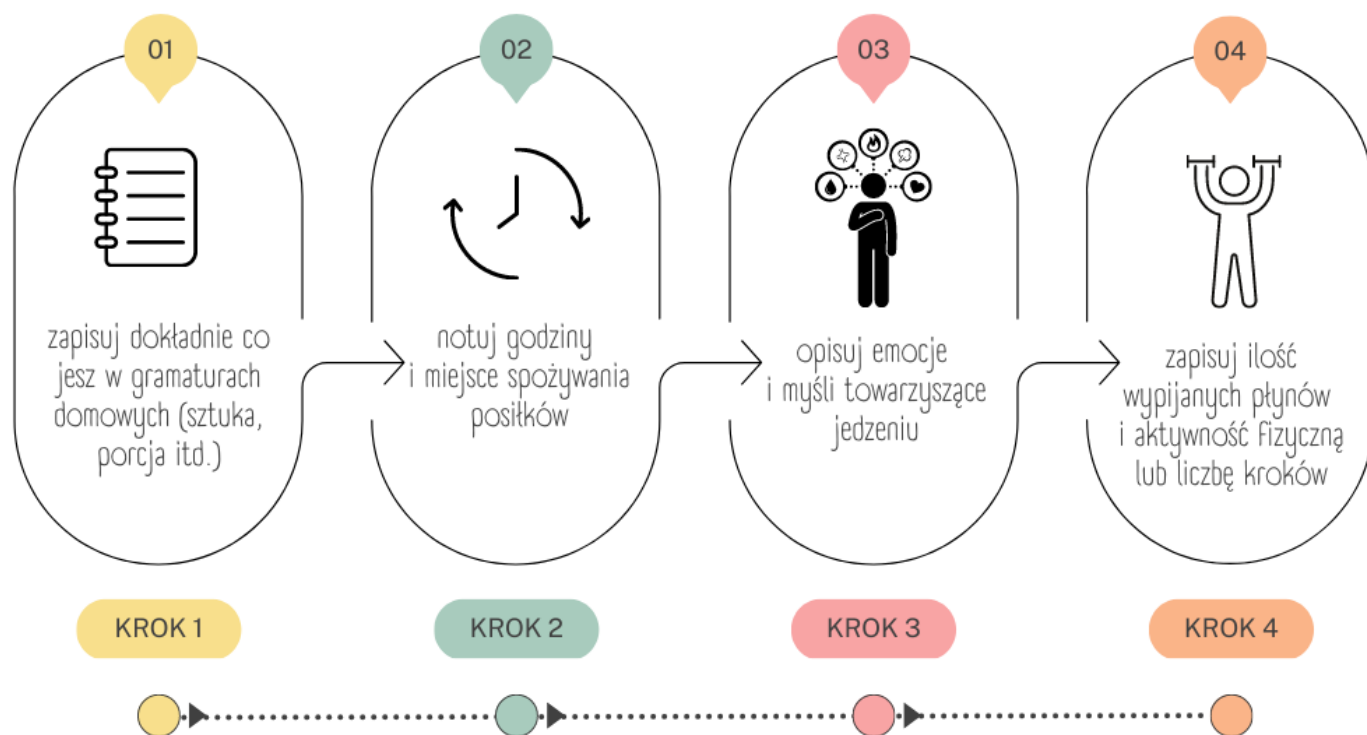 01
zapisuj dokładnie co
jesz w gramaturach
domowych (sztuka,
porcja itd.)
KROK 1
02
notuj godziny
i miejsce spożywania
posiłków
KROK 2
03
opisuj emocje
i myśli towarzyszące
jedzeniu
KROK 3
04
zapisuj ilość
wypijanych płynów
i aktywność fizyczną
lub liczbę kroków
KROK 4